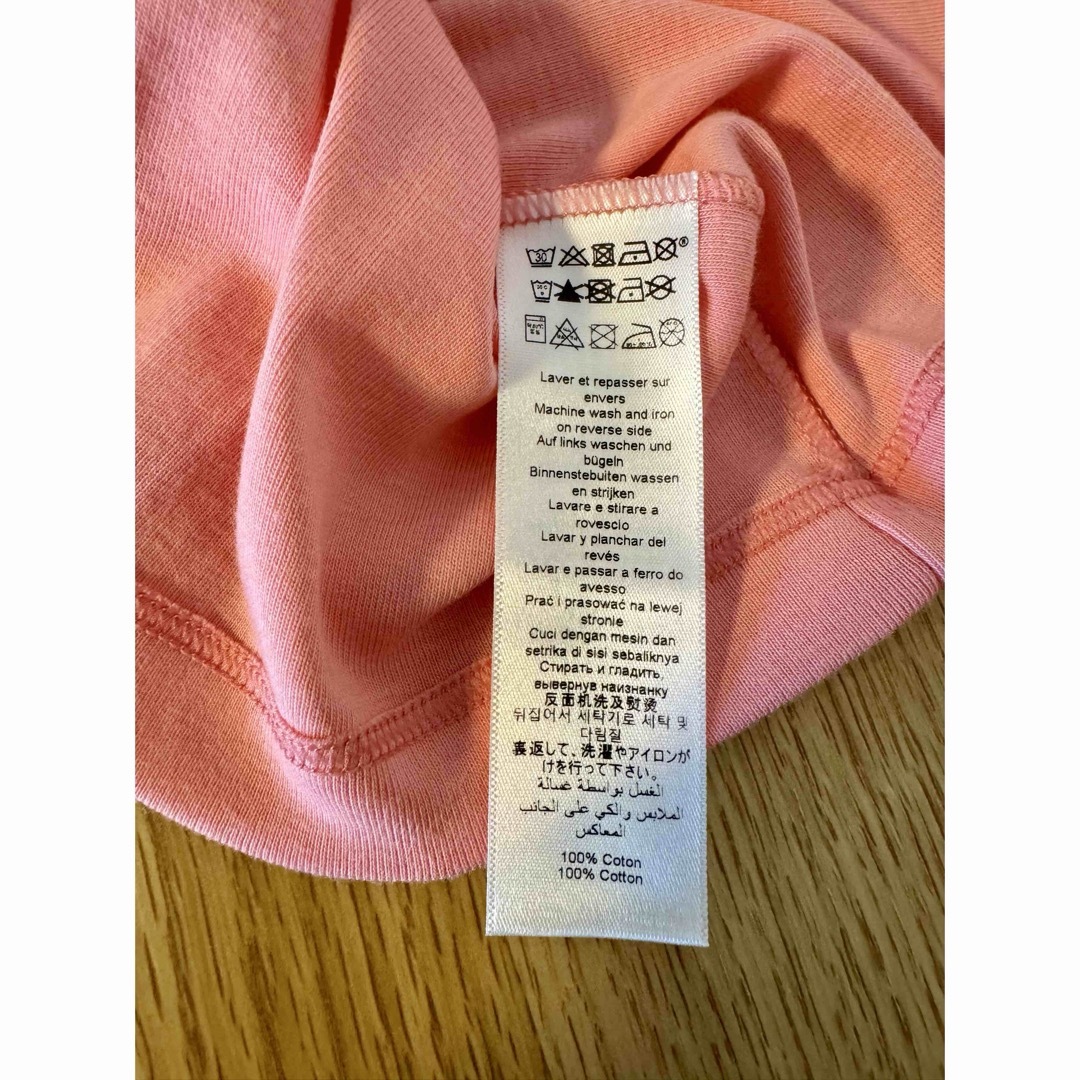 30
®
Laver et repasser sur
envers
Machine wash and iron
on reverse side
Auf links waschen und
bügeln
Binnenstebuiten wassen
en strijken
Lavare e stirare a
rovescio
Lavar y planchar del
revés
Lavar e passar a ferro do
avesso
Prać i prasować na lewej
stronie
Cuci dengan mesin dan
setrika di sisi sebaliknya
Стирать и гладить,
вывернув наизнанку
反面机洗及熨烫
뒤집어서 세탁기로 세탁 및
다림질
裏返して、洗濯やアイロンが
けを行って下さい。
الغسل بواسطة غسالة
الملابس والكي على الجانب
المعاكس
100% Coton
100% Cotton